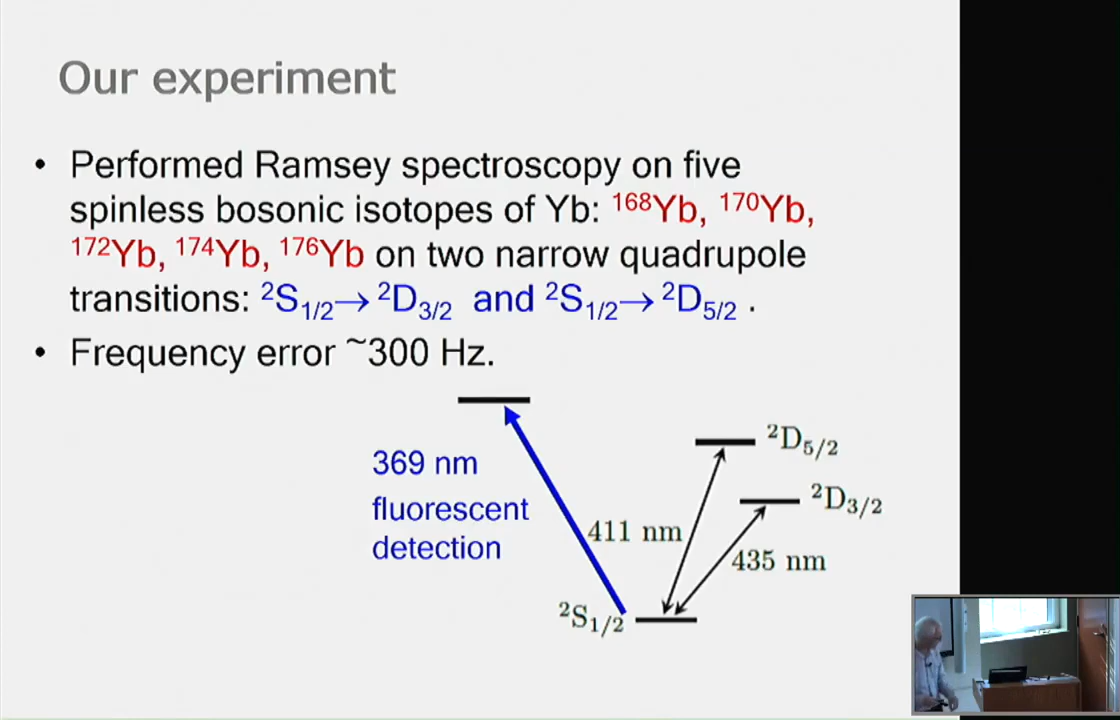 Our experiment
• Performed Ramsey spectroscopy on five
spinless bosonic isotopes of Yb: ¹⁶⁸Yb, ¹⁷⁰Yb,
¹⁷²Yb, ¹⁷⁴Yb, ¹⁷⁶Yb on two narrow quadrupole
transitions: ²S₁/₂→ ²D₃/₂ and ²S₁/₂→ ²D₅/₂ .
• Frequency error ~300 Hz.
²D₅/₂
369 nm
²D₃/₂
fluorescent
411 nm
detection
435 nm
²S₁/₂